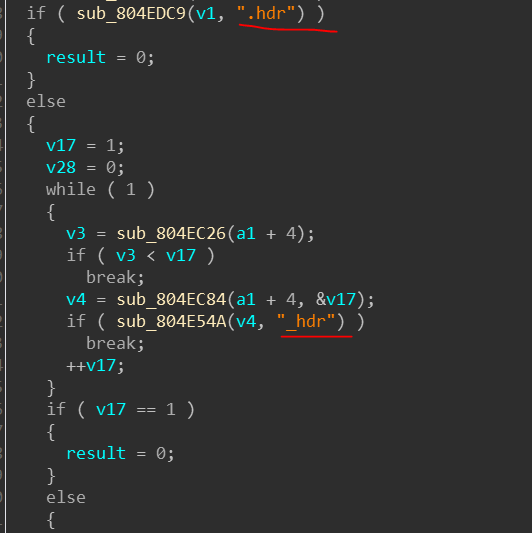 if ( sub_804EDC9(v1, ".hdr") )
{
result = 0;
}
else
{
v17 = 1;
v28 = 0;
while ( 1 )
{
v3 = sub_804EC26(a1 + 4);
if ( v3 < v17 )
break;
v4 = sub_804EC84(a1 + 4, &v17);
if ( sub_804E54A(v4, "_hdr") )
break;
++v17;
}
if ( v17 == 1 )
{
result = 0;
}
else
{